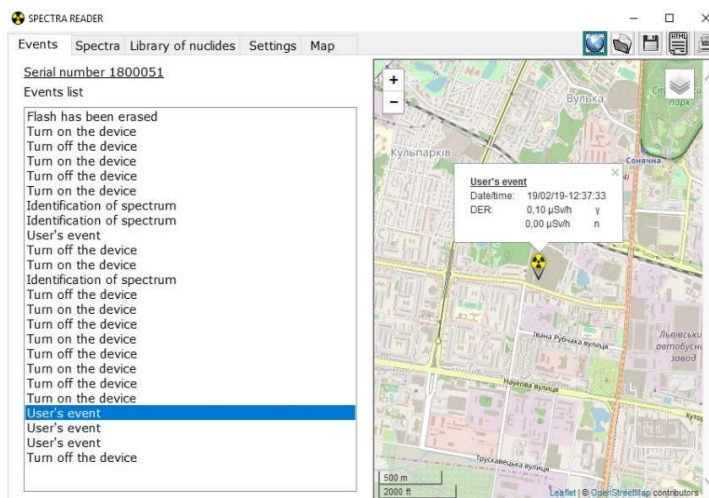 SPECTRA READER
Events
Spectra
Library of nuclides
Settings
Map
HTML
Serial number 1800051
Events list
Flash has been erased
Turn on the device
Turn off the device
Turn on the device
Turn off the device
Turn on the device
Identification of spectrum
Identification of spectrum
User's event
Turn off the device
Turn on the device
Identification of spectrum
Turn off the device
Turn on the device
Turn off the device
Turn on the device
Turn off the device
Turn on the device
Turn off the device
Turn on the device
User's event
User's event
User's event
Turn off the device
+
−
Вулька
парк
Сонячна
Кульпарків
User's event
Date/time: 19/02/19-12:37:33
DER: 0,10 µSv/h γ
0,00 µSv/h n
Івана Рубчака вулиця
Львівськи
автобусн
завод
Наукова вулиця
Хутор
Трускавецька вулиця
500 m
2000 ft
Leaflet | © OpenStreetMap contributors